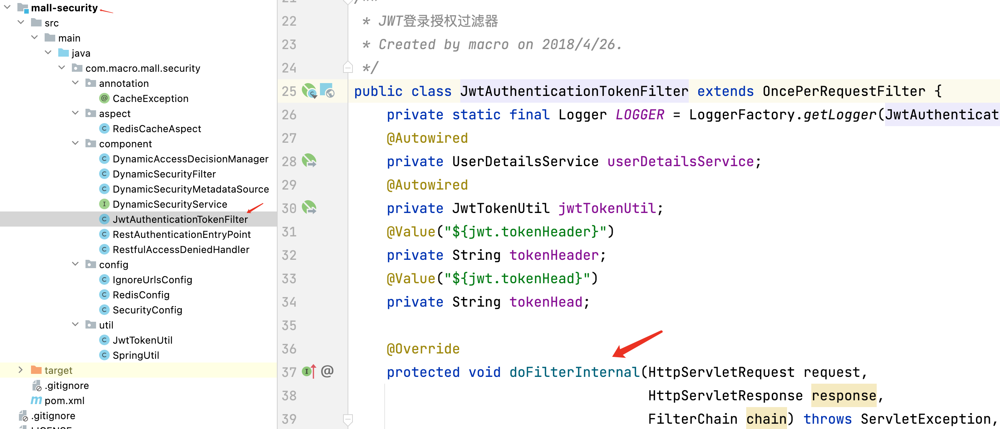 mall-security
src
main
java
com.macro.mall.security
annotation
CacheException
aspect
RedisCacheAspect
component
DynamicAccessDecisionManager
DynamicSecurityFilter
DynamicSecurityMetadataSource
DynamicSecurityService
JwtAuthenticationTokenFilter
RestAuthenticationEntryPoint
RestfulAccessDeniedHandler
config
IgnoreUrlsConfig
RedisConfig
SecurityConfig
util
JwtTokenUtil
SpringUtil
target
.gitignore
pom.xml
.gitignore
21 /**
22 * JWT登录授权过滤器
23 * Created by macro on 2018/4/26.
24 */
25 public class JwtAuthenticationTokenFilter extends OncePerRequestFilter {
26 private static final Logger LOGGER = LoggerFactory.getLogger(JwtAuthenticat
27 @Autowired
28 private UserDetailsService userDetailsService;
29 @Autowired
30 private JwtTokenUtil jwtTokenUtil;
31 @Value("${jwt.tokenHeader}")
32 private String tokenHeader;
33 @Value("${jwt.tokenHead}")
34 private String tokenHead;
35
36 @Override
37 protected void doFilterInternal(HttpServletRequest request,
38 HttpServletResponse response,
39 FilterChain chain) throws ServletException,